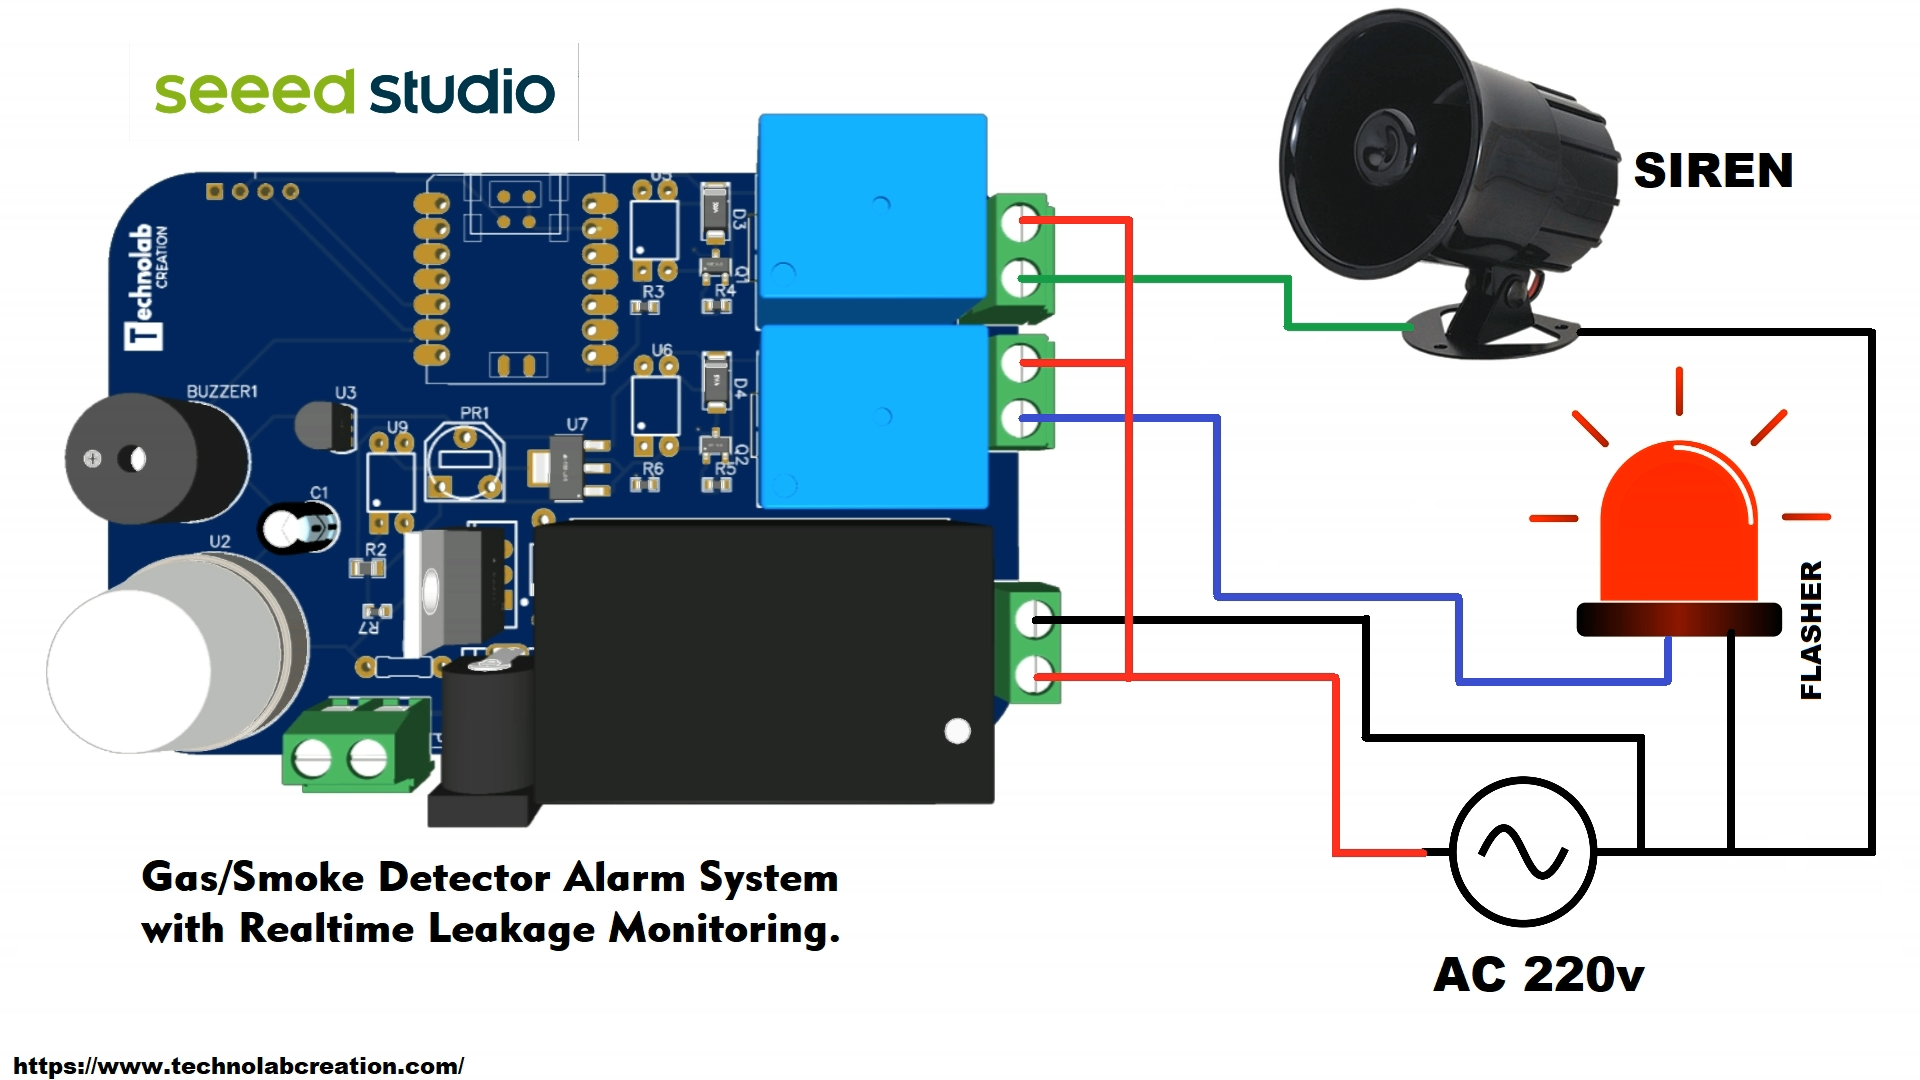 seeed studio
SIREN
Technolab
CREATION
U5
D3
Q1
R3
R4
U6
D4
BUZZER1
U3
PR1
U9
U7
Q2
R6
R5
C1
U2
R2
R7
FLASHER
Gas/Smoke Detector Alarm System
with Realtime Leakage Monitoring.
AC 220v
https://www.technolabcreation.com/